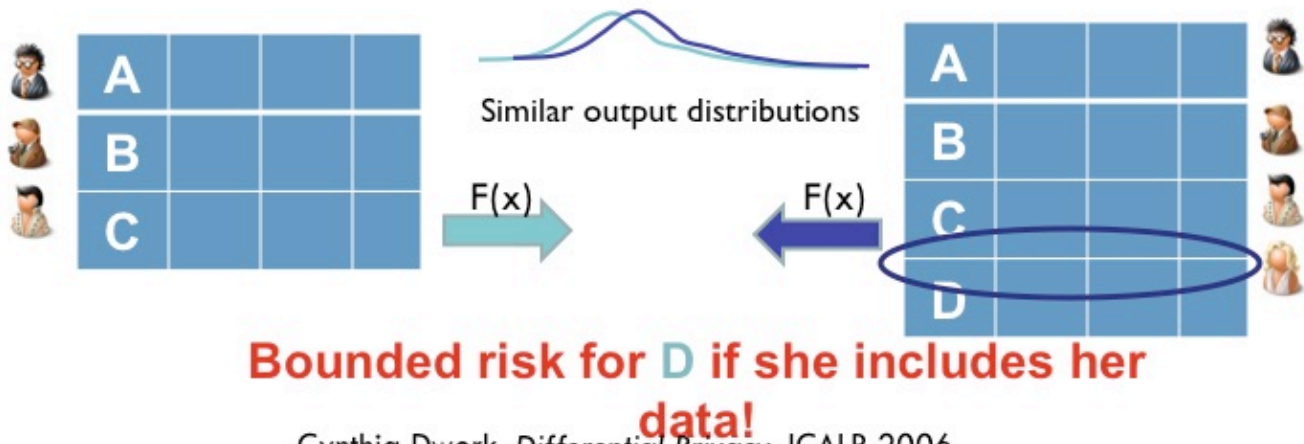 A
B
C
Similar output distributions
F(x)
F(x)
A
B
C
D
Bounded risk for D if she includes her
data!
Cynthia Dwork, Differential Privacy, ICALP 2006